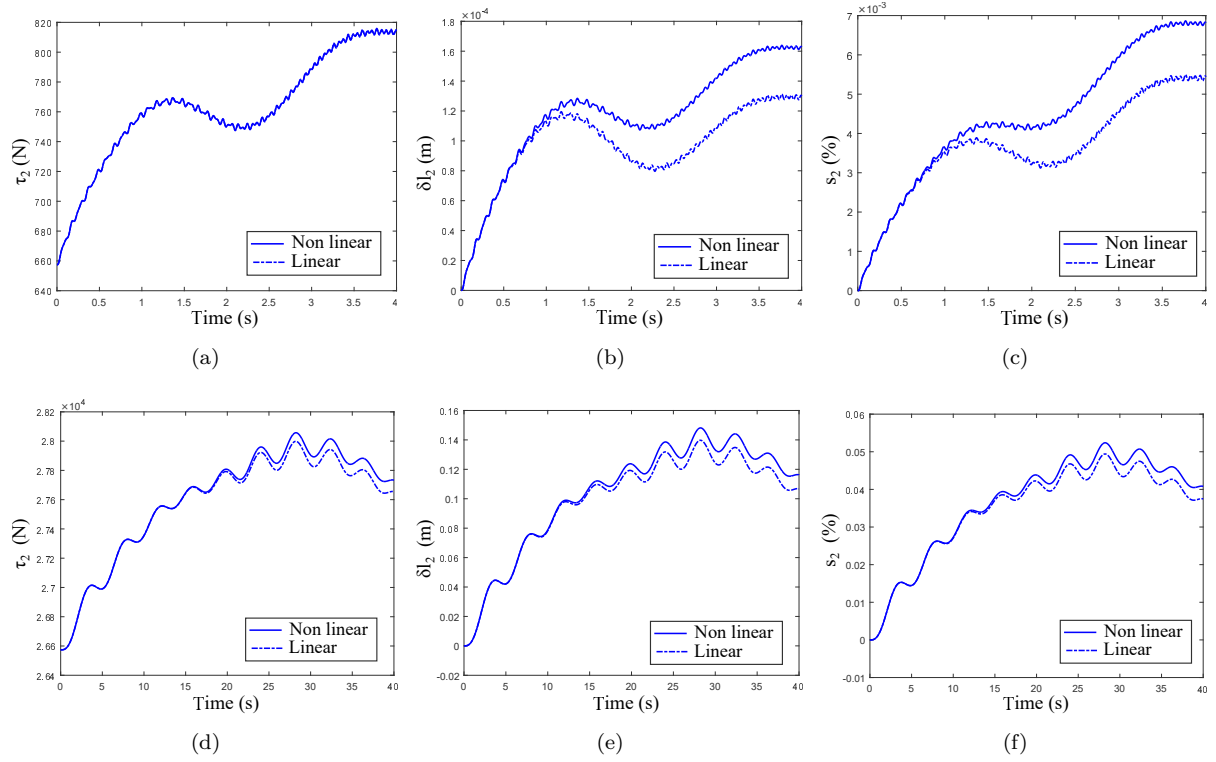 ×10⁻⁴
×10⁻³
820
800
780
760
740
720
700
680
660
640
τ₂ (N)
0 0.5 1 1.5 2 2.5 3 3.5 4
Time (s)
Non linear
Linear
(a)
1.8
1.6
1.4
1.2
1
0.8
0.6
0.4
0.2
0
δl₂ (m)
0 0.5 1 1.5 2 2.5 3 3.5 4
Time (s)
Non linear
Linear
(b)
7
6
5
4
3
2
1
0
s₂ (%)
0 0.5 1 1.5 2 2.5 3 3.5 4
Time (s)
Non linear
Linear
(c)
×10⁴
2.82
2.8
2.78
2.76
2.74
2.72
2.7
2.68
2.66
2.64
τ₂ (N)
0 5 10 15 20 25 30 35 40
Time (s)
Non linear
Linear
(d)
0.16
0.14
0.12
0.1
0.08
0.06
0.04
0.02
0
-0.02
δl₂ (m)
0 5 10 15 20 25 30 35 40
Time (s)
Non linear
Linear
(e)
0.06
0.05
0.04
0.03
0.02
0.01
0
-0.01
s₂ (%)
0 5 10 15 20 25 30 35 40
Time (s)
Non linear
Linear
(f)